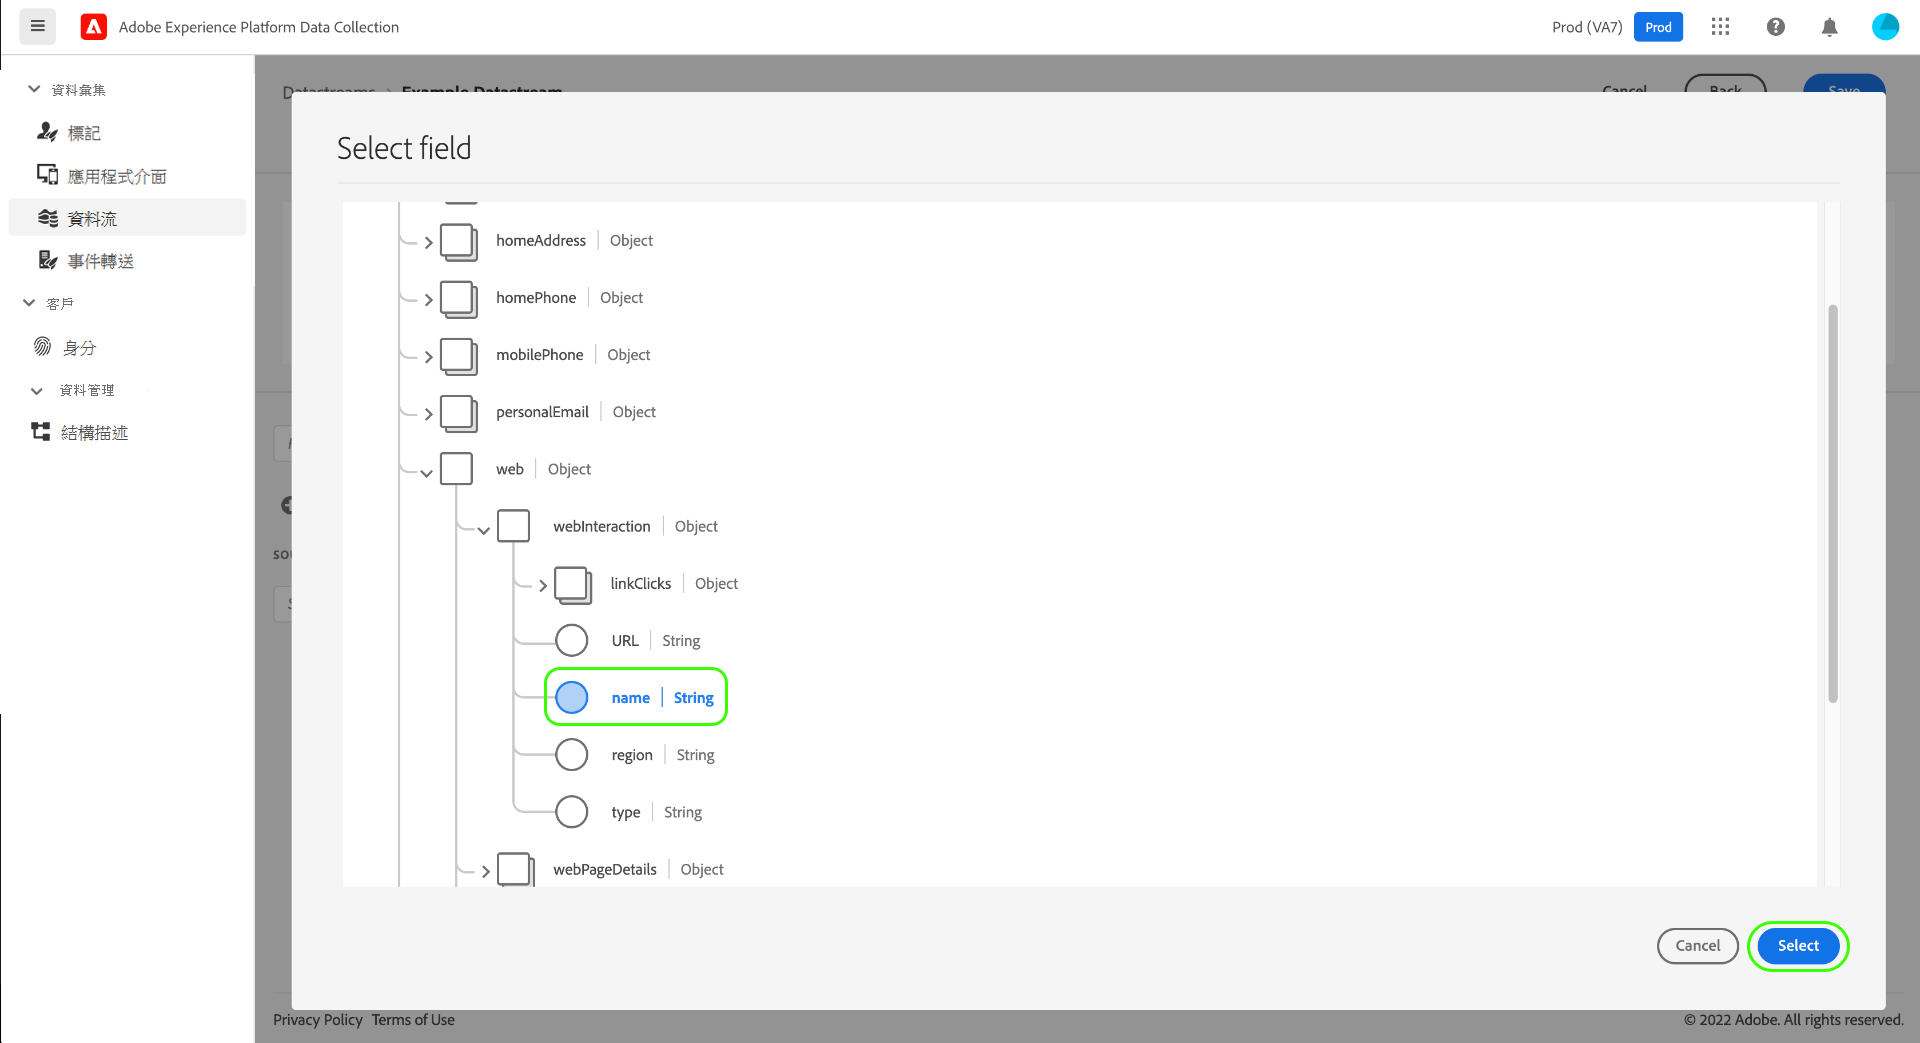 Adobe Experience Platform Data Collection
Prod (VA7) Prod
資料彙集
標記
應用程式介面
資料流
事件轉送
客戶
身分
資料管理
結構描述
Datastreams Example Datastream
Cancel Back Save
Select field
homeAddress Object
homePhone Object
mobilePhone Object
personalEmail Object
web Object
webInteraction Object
linkClicks Object
URL String
name String
region String
type String
webPageDetails Object
Cancel Select
Privacy Policy Terms of Use
© 2022 Adobe. All rights reserved.